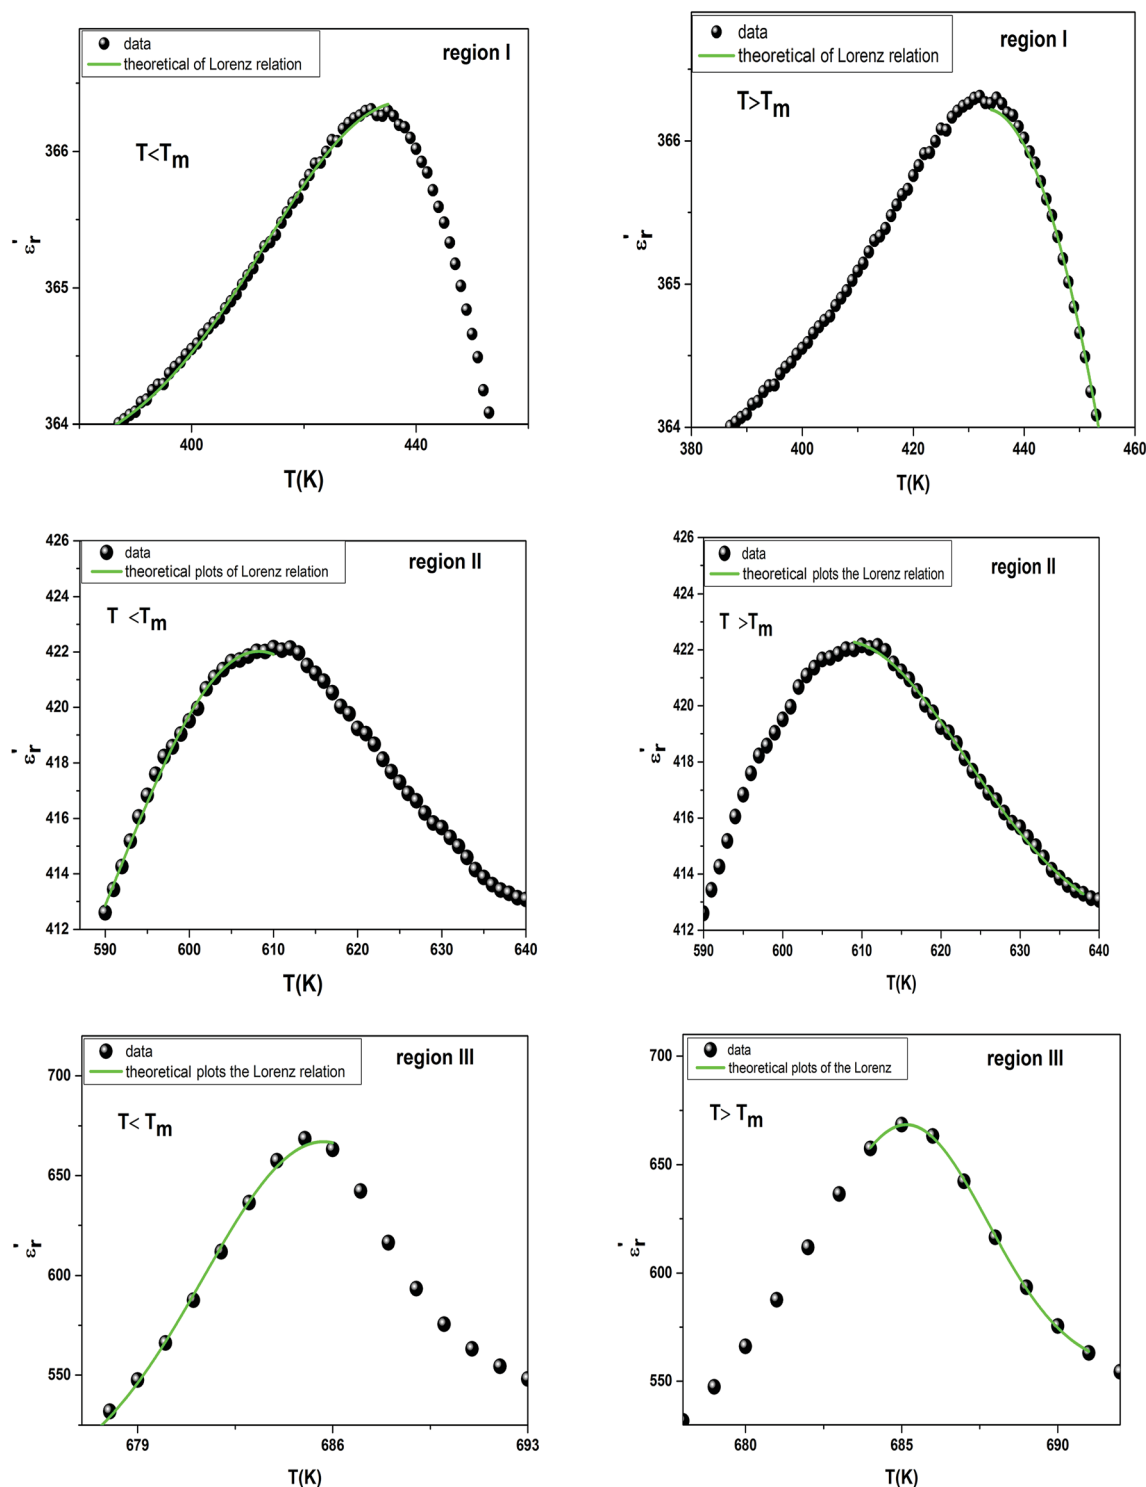 data
theoretical of Lorenz relation
region I
T<Tm
366
365
364
ε'r
400
440
T(K)
data
theoretical of Lorenz relation
region I
T>Tm
366
365
364
ε'r
380
400
420
440
460
T(K)
426
424
422
420
418
416
414
412
ε'r
data
theoretical plots of Lorenz relation
region II
T <Tm
590
600
610
620
630
640
T(K)
426
424
422
420
418
416
414
412
ε'r
data
theoretical plots the Lorenz relation
region II
T >Tm
590
600
610
620
630
640
T(K)
700
650
600
550
ε'r
data
theoretical plots the Lorenz relation
region III
T< Tm
679
686
693
T(K)
700
650
600
550
ε'r
data
theoretical plots of the Lorenz
region III
T> Tm
680
685
690
T(K)